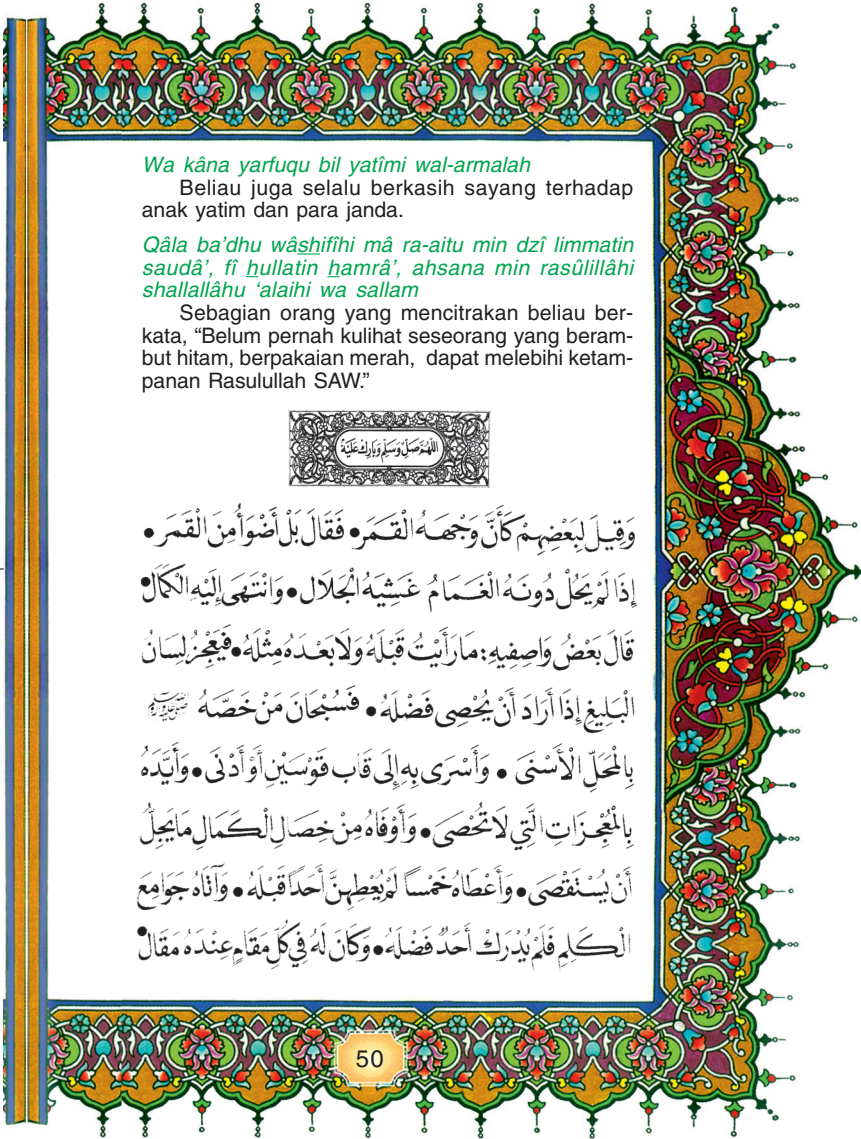 Wa kâna yarfuqu bil yatîmi wal-armalah
Beliau juga selalu berkasih sayang terhadap
anak yatim dan para janda.
Qâla ba’dhu wâshifîhi mâ ra-aitu min dzî limmatin
saudâ’, fî hullatin hamrâ’, ahsana min rasûlillâhi
shallallâhu ‘alaihi wa sallam
Sebagian orang yang mencitrakan beliau ber-
kata, “Belum pernah kulihat seseorang yang beram-
but hitam, berpakaian merah, dapat melebihi ketam-
panan Rasulullah SAW.”
اَللّٰهُمَّ صَلِّ وَسَلِّمْ وَبَارِكْ عَلَيْهِ
وَقِيلَ لِبَعْضِهِمْ كَأَنَّ وَجْهَهُ الْقَمَر • فَقَالَ بَلْ أَضْوَأُ مِنَ الْقَمَر •
إِذَا لَمْ يَحُلْ دُونَهُ الْغَمَامُ غَشِيَهُ الْجَلَال • وَانْتَهَى إِلَيْهِ الْكَمَال •
قَالَ بَعْضُ وَاصِفِيهِ: مَا رَأَيْتُ قَبْلَهُ وَلَا بَعْدَهُ مِثْلَهُ • فَيَعْجِزُ لِسَانُ
الْبَلِيغِ إِذَا أَرَادَ أَنْ يُحْصِى فَضْلَهُ • فَسُبْحَانَ مَنْ خَصَّهُ ﷺ
بِالْمَحَلِّ الْأَسْنَى • وَأَسْرَى بِهِ إِلَى قَابِ قَوْسَيْنِ أَوْ أَدْنَى • وَأَيَّدَهُ
بِالْمُعْجِزَاتِ الَّتِي لَا تُحْصَى • وَأَوْفَاهُ مِنْ خِصَالِ الْكَمَالِ مَا يَجِلُّ
أَنْ يُسْتَقْصَى • وَأَعْطَاهُ خَمْساً لَمْ يُعْطِهِنَّ أَحَداً قَبْلَهُ • وَآتَاهُ جَوَامِعَ
الْكَلِمِ فَلَمْ يُدْرِكْ أَحَدٌ فَضْلَهُ • وَكَانَ لَهُ فِي كُلِّ مَقَامٍ عِنْدَهُ مَقَال •
50